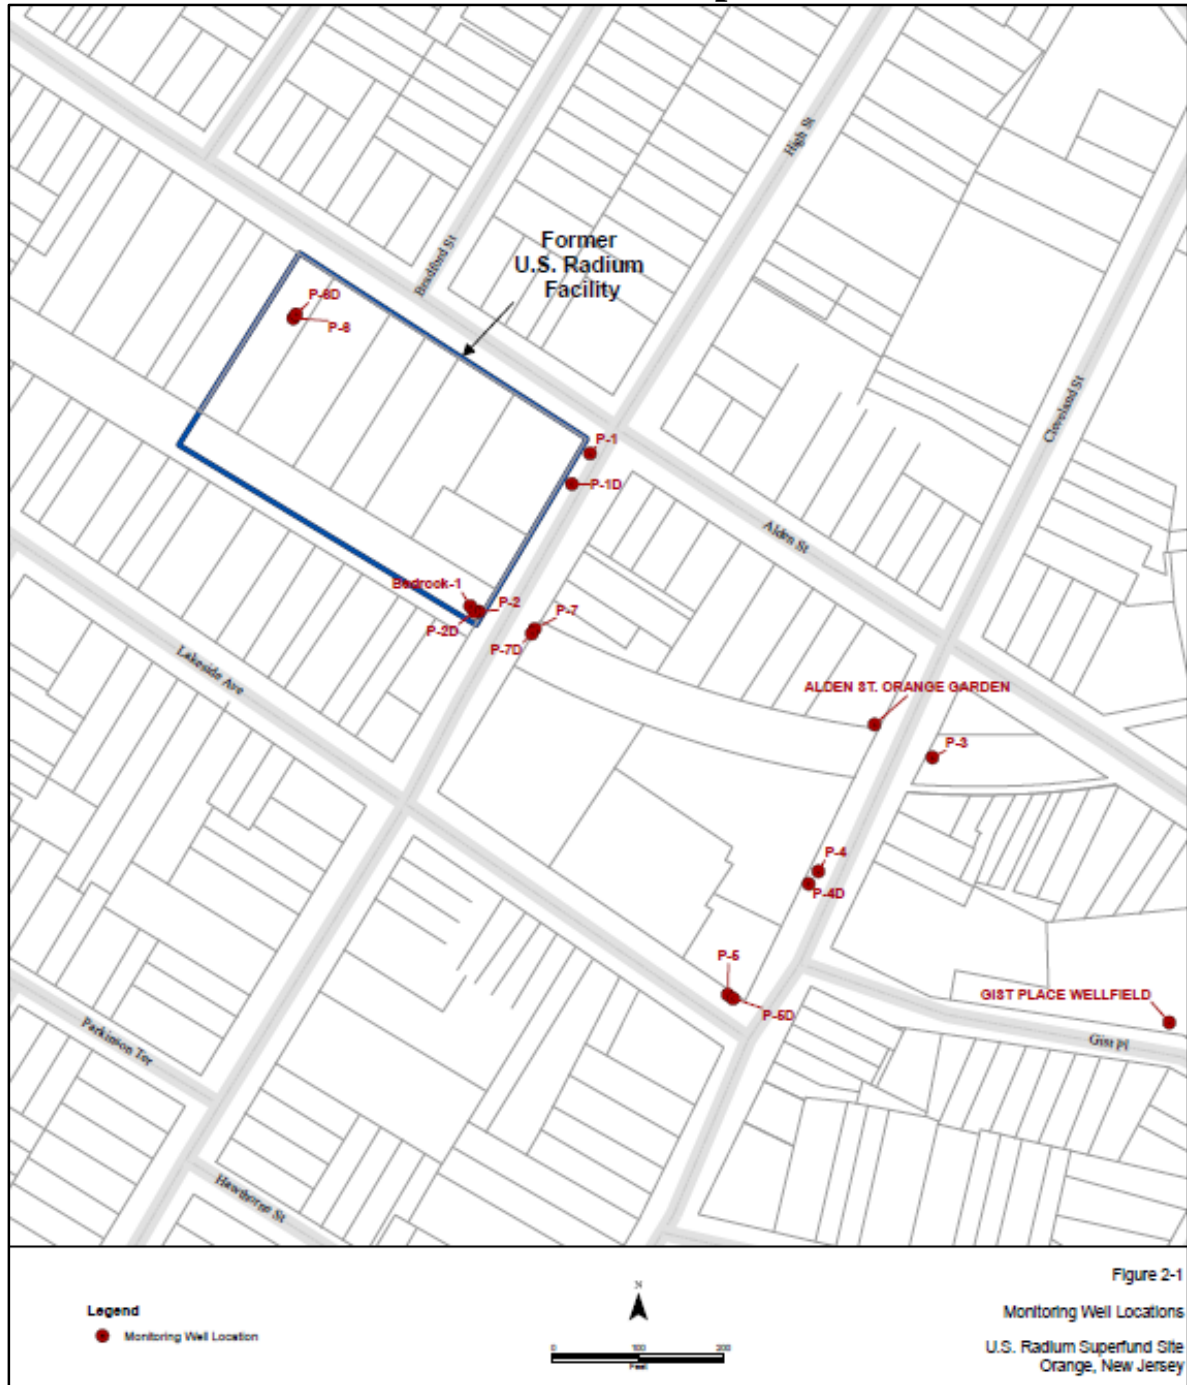 High St
Bradford St
Former
U.S. Radium
Facility
P-6D
P-6
Cleveland St
P-1
P-1D
Alden St
Bedrock-1
P-2
P-2D
P-7
P-7D
Lakeside Ave
ALDEN ST. ORANGE GARDEN
P-3
P-4
P-4D
P-5
P-5D
GIST PLACE WELLFIELD
Gist Pl
Parkinson Ter
Hawthorne St
Figure 2-1
N
Legend
Monitoring Well Locations
Monitoring Well Location
0 100 200
Feet
U.S. Radium Superfund Site
Orange, New Jersey